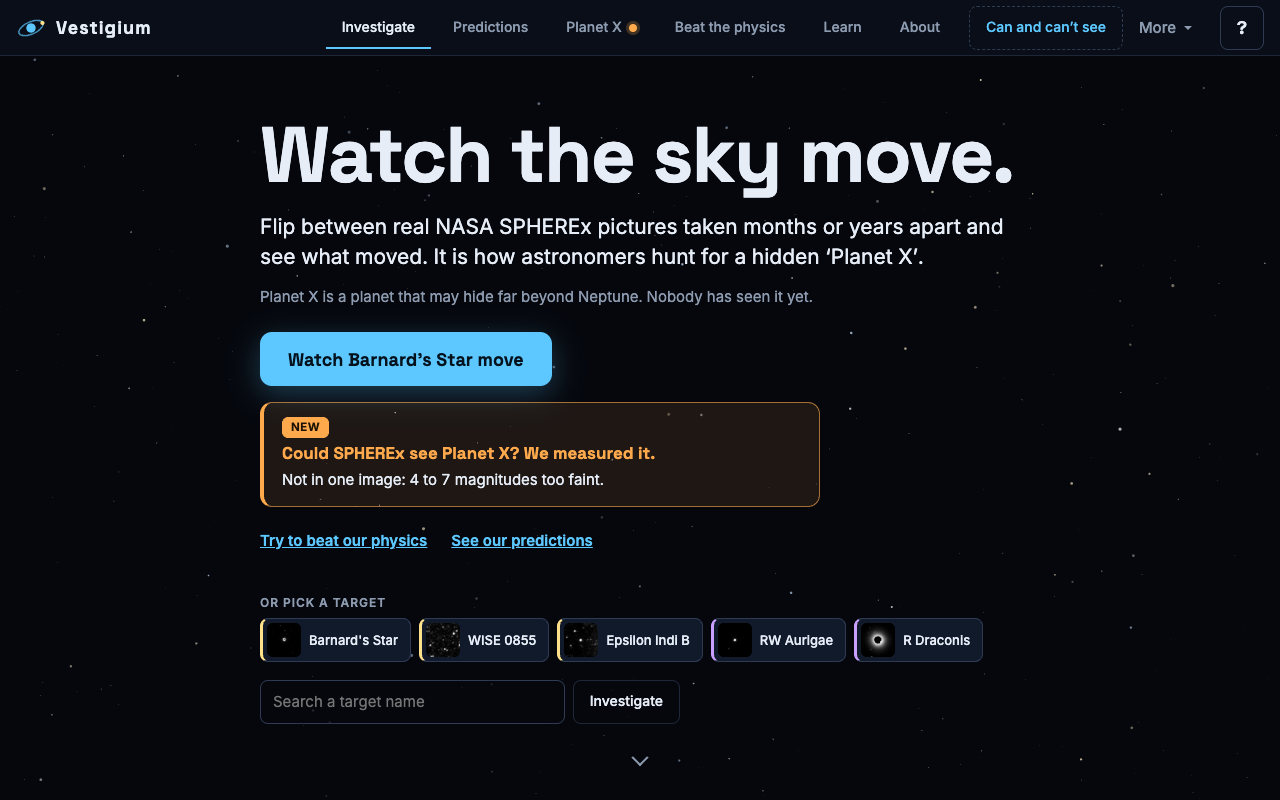 Vestigium
Investigate
Predictions
Planet X
Beat the physics
Learn
About
Can and can’t see
More
?
Watch the sky move.
Flip between real NASA SPHEREx pictures taken months or years apart and
see what moved. It is how astronomers hunt for a hidden ‘Planet X’.
Planet X is a planet that may hide far beyond Neptune. Nobody has seen it yet.
Watch Barnard’s Star move
NEW
Could SPHEREx see Planet X? We measured it.
Not in one image: 4 to 7 magnitudes too faint.
Try to beat our physics
See our predictions
OR PICK A TARGET
Barnard's Star
WISE 0855
Epsilon Indi B
RW Aurigae
R Draconis
Search a target name
Investigate